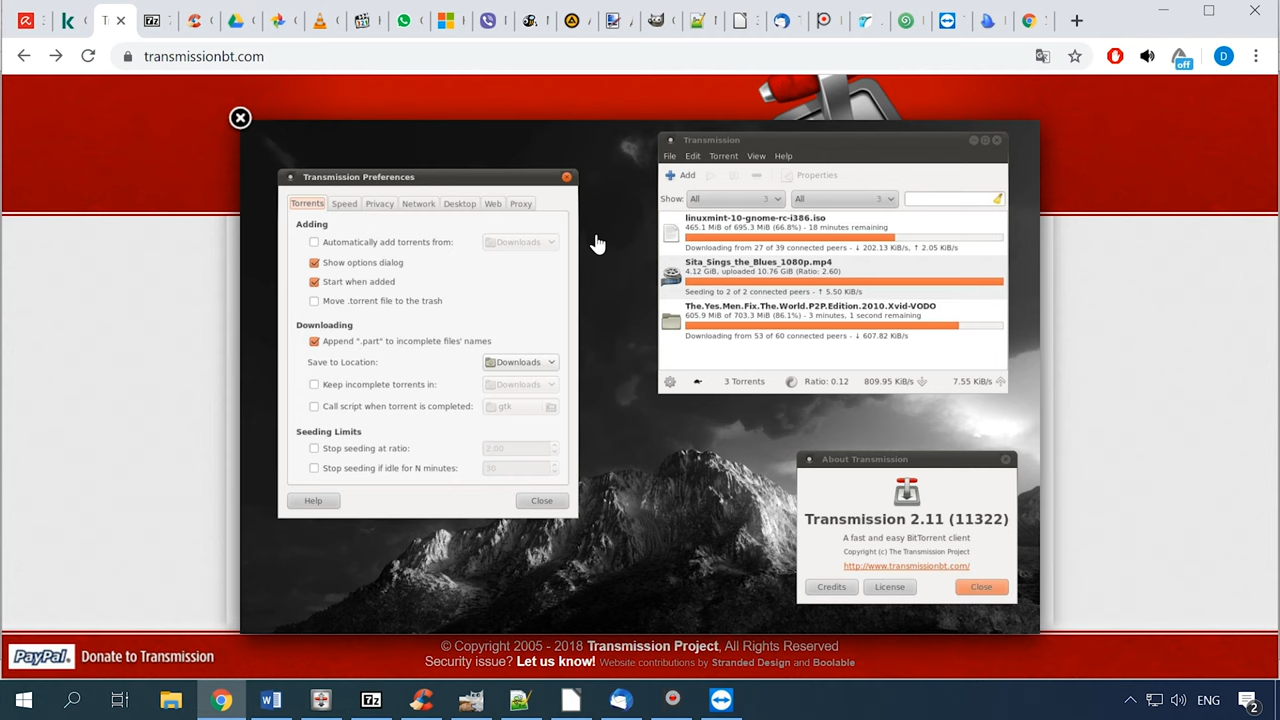 transmissionbt.com
off
D
Transmission Preferences
Torrents Speed Privacy Network Desktop Web Proxy
Adding
Automatically add torrents from: Downloads
Show options dialog
Start when added
Move .torrent file to the trash
Downloading
Append ".part" to incomplete files' names
Save to Location: Downloads
Keep incomplete torrents in: Downloads
Call script when torrent is completed: gtk
Seeding Limits
Stop seeding at ratio: 2.00
Stop seeding if idle for N minutes: 30
Help Close
Transmission
File Edit Torrent View Help
Add Properties
Show: All 3 All 3
linuxmint-10-gnome-rc-i386.iso
465.1 MiB of 695.3 MiB (66.8%) - 18 minutes remaining
Downloading from 27 of 39 connected peers - ↓ 202.13 KiB/s, ↑ 2.05 KiB/s
Sita_Sings_the_Blues_1080p.mp4
4.12 GiB, uploaded 10.76 GiB (Ratio: 2.60)
Seeding to 2 of 2 connected peers - ↑ 5.50 KiB/s
The.Yes.Men.Fix.The.World.P2P.Edition.2010.Xvid-VODO
605.9 MiB of 703.3 MiB (86.1%) - 3 minutes, 1 second remaining
Downloading from 53 of 60 connected peers - ↓ 607.82 KiB/s
3 Torrents Ratio: 0.12 809.95 KiB/s 7.55 KiB/s
About Transmission
Transmission 2.11 (11322)
A fast and easy BitTorrent client
Copyright (c) The Transmission Project
http://www.transmissionbt.com/
Credits License Close
PayPal Donate to Transmission
© Copyright 2005 - 2018 Transmission Project, All Rights Reserved
Security issue? Let us know! Website contributions by Stranded Design and Boolable
7z
ENG
2